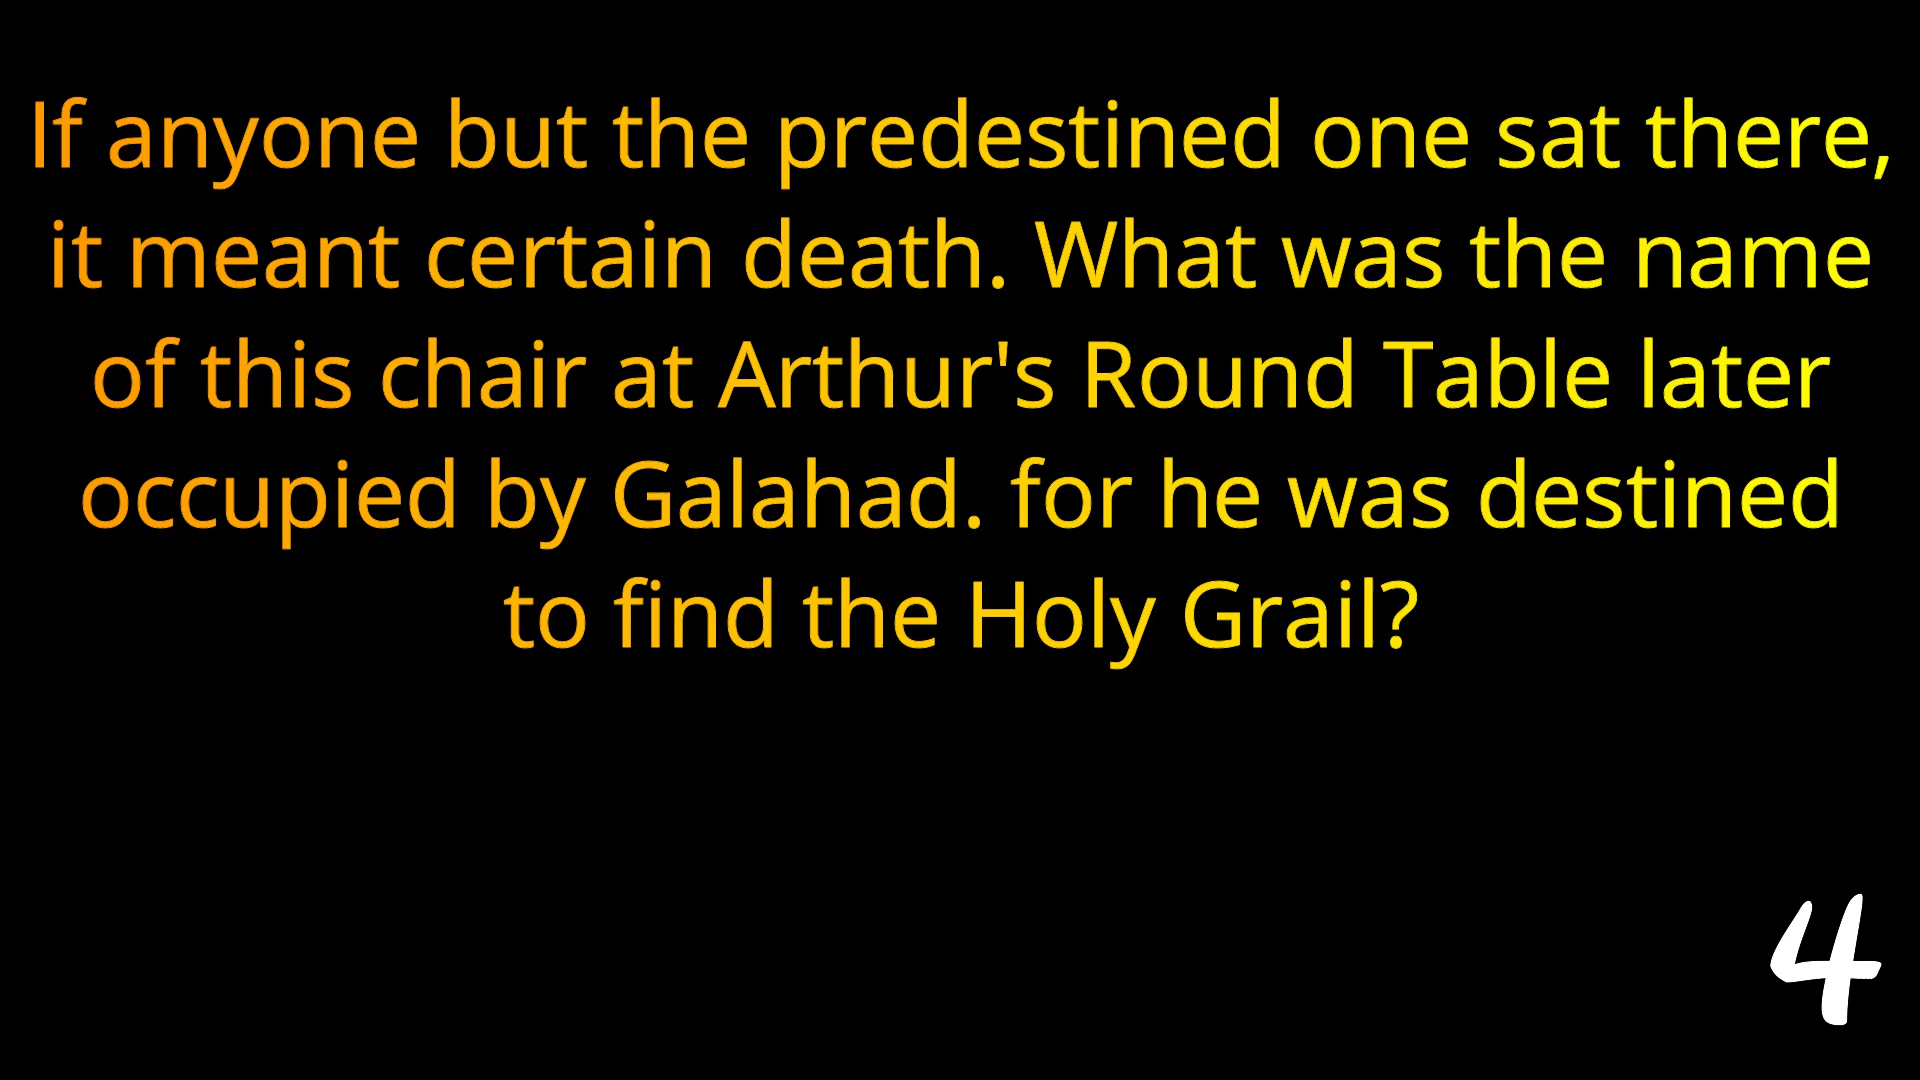 If anyone but the predestined one sat there,
it meant certain death. What was the name
of this chair at Arthur's Round Table later
occupied by Galahad. for he was destined
to find the Holy Grail?
4